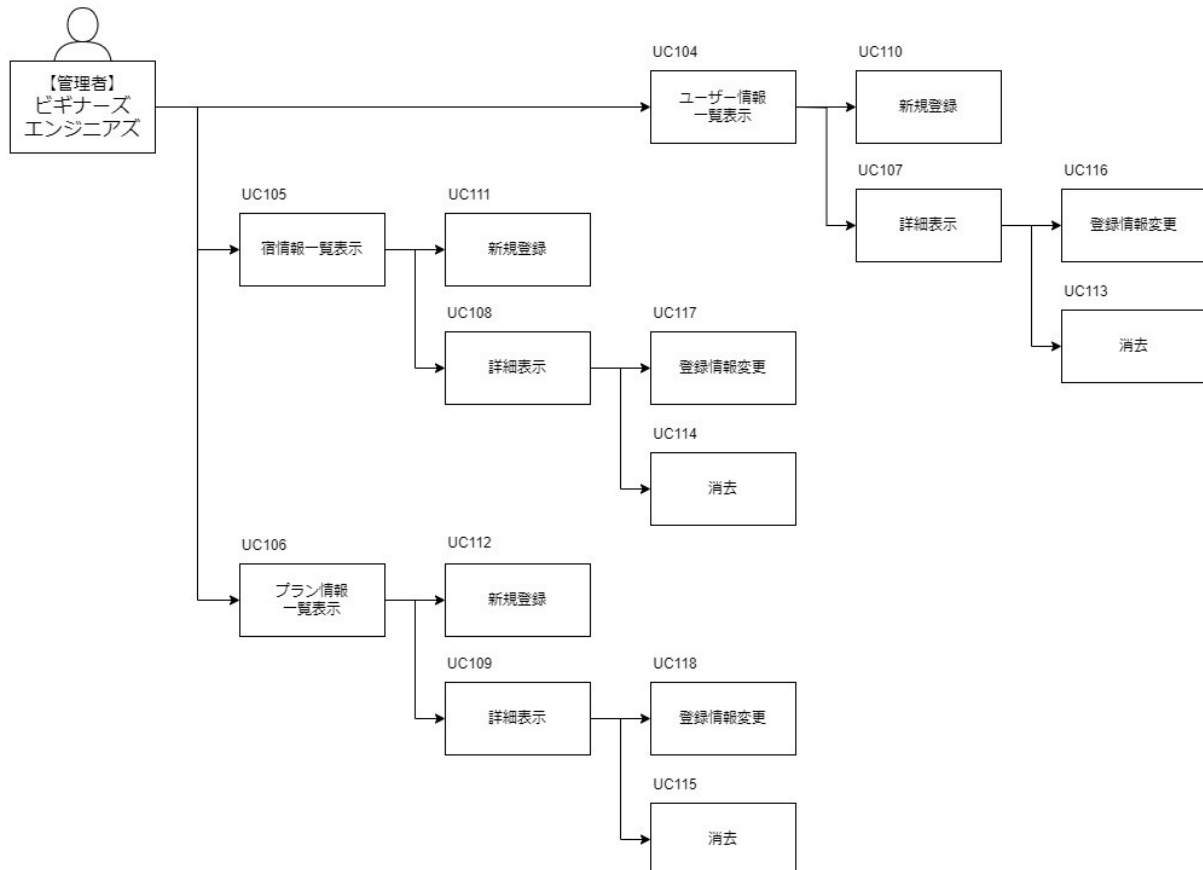 【管理者】
ビギナーズ
エンジニアズ
UC104
ユーザー情報
一覧表示
UC110
新規登録
UC107
詳細表示
UC116
登録情報変更
UC113
消去
UC105
宿情報一覧表示
UC111
新規登録
UC108
詳細表示
UC117
登録情報変更
UC114
消去
UC106
プラン情報
一覧表示
UC112
新規登録
UC109
詳細表示
UC118
登録情報変更
UC115
消去